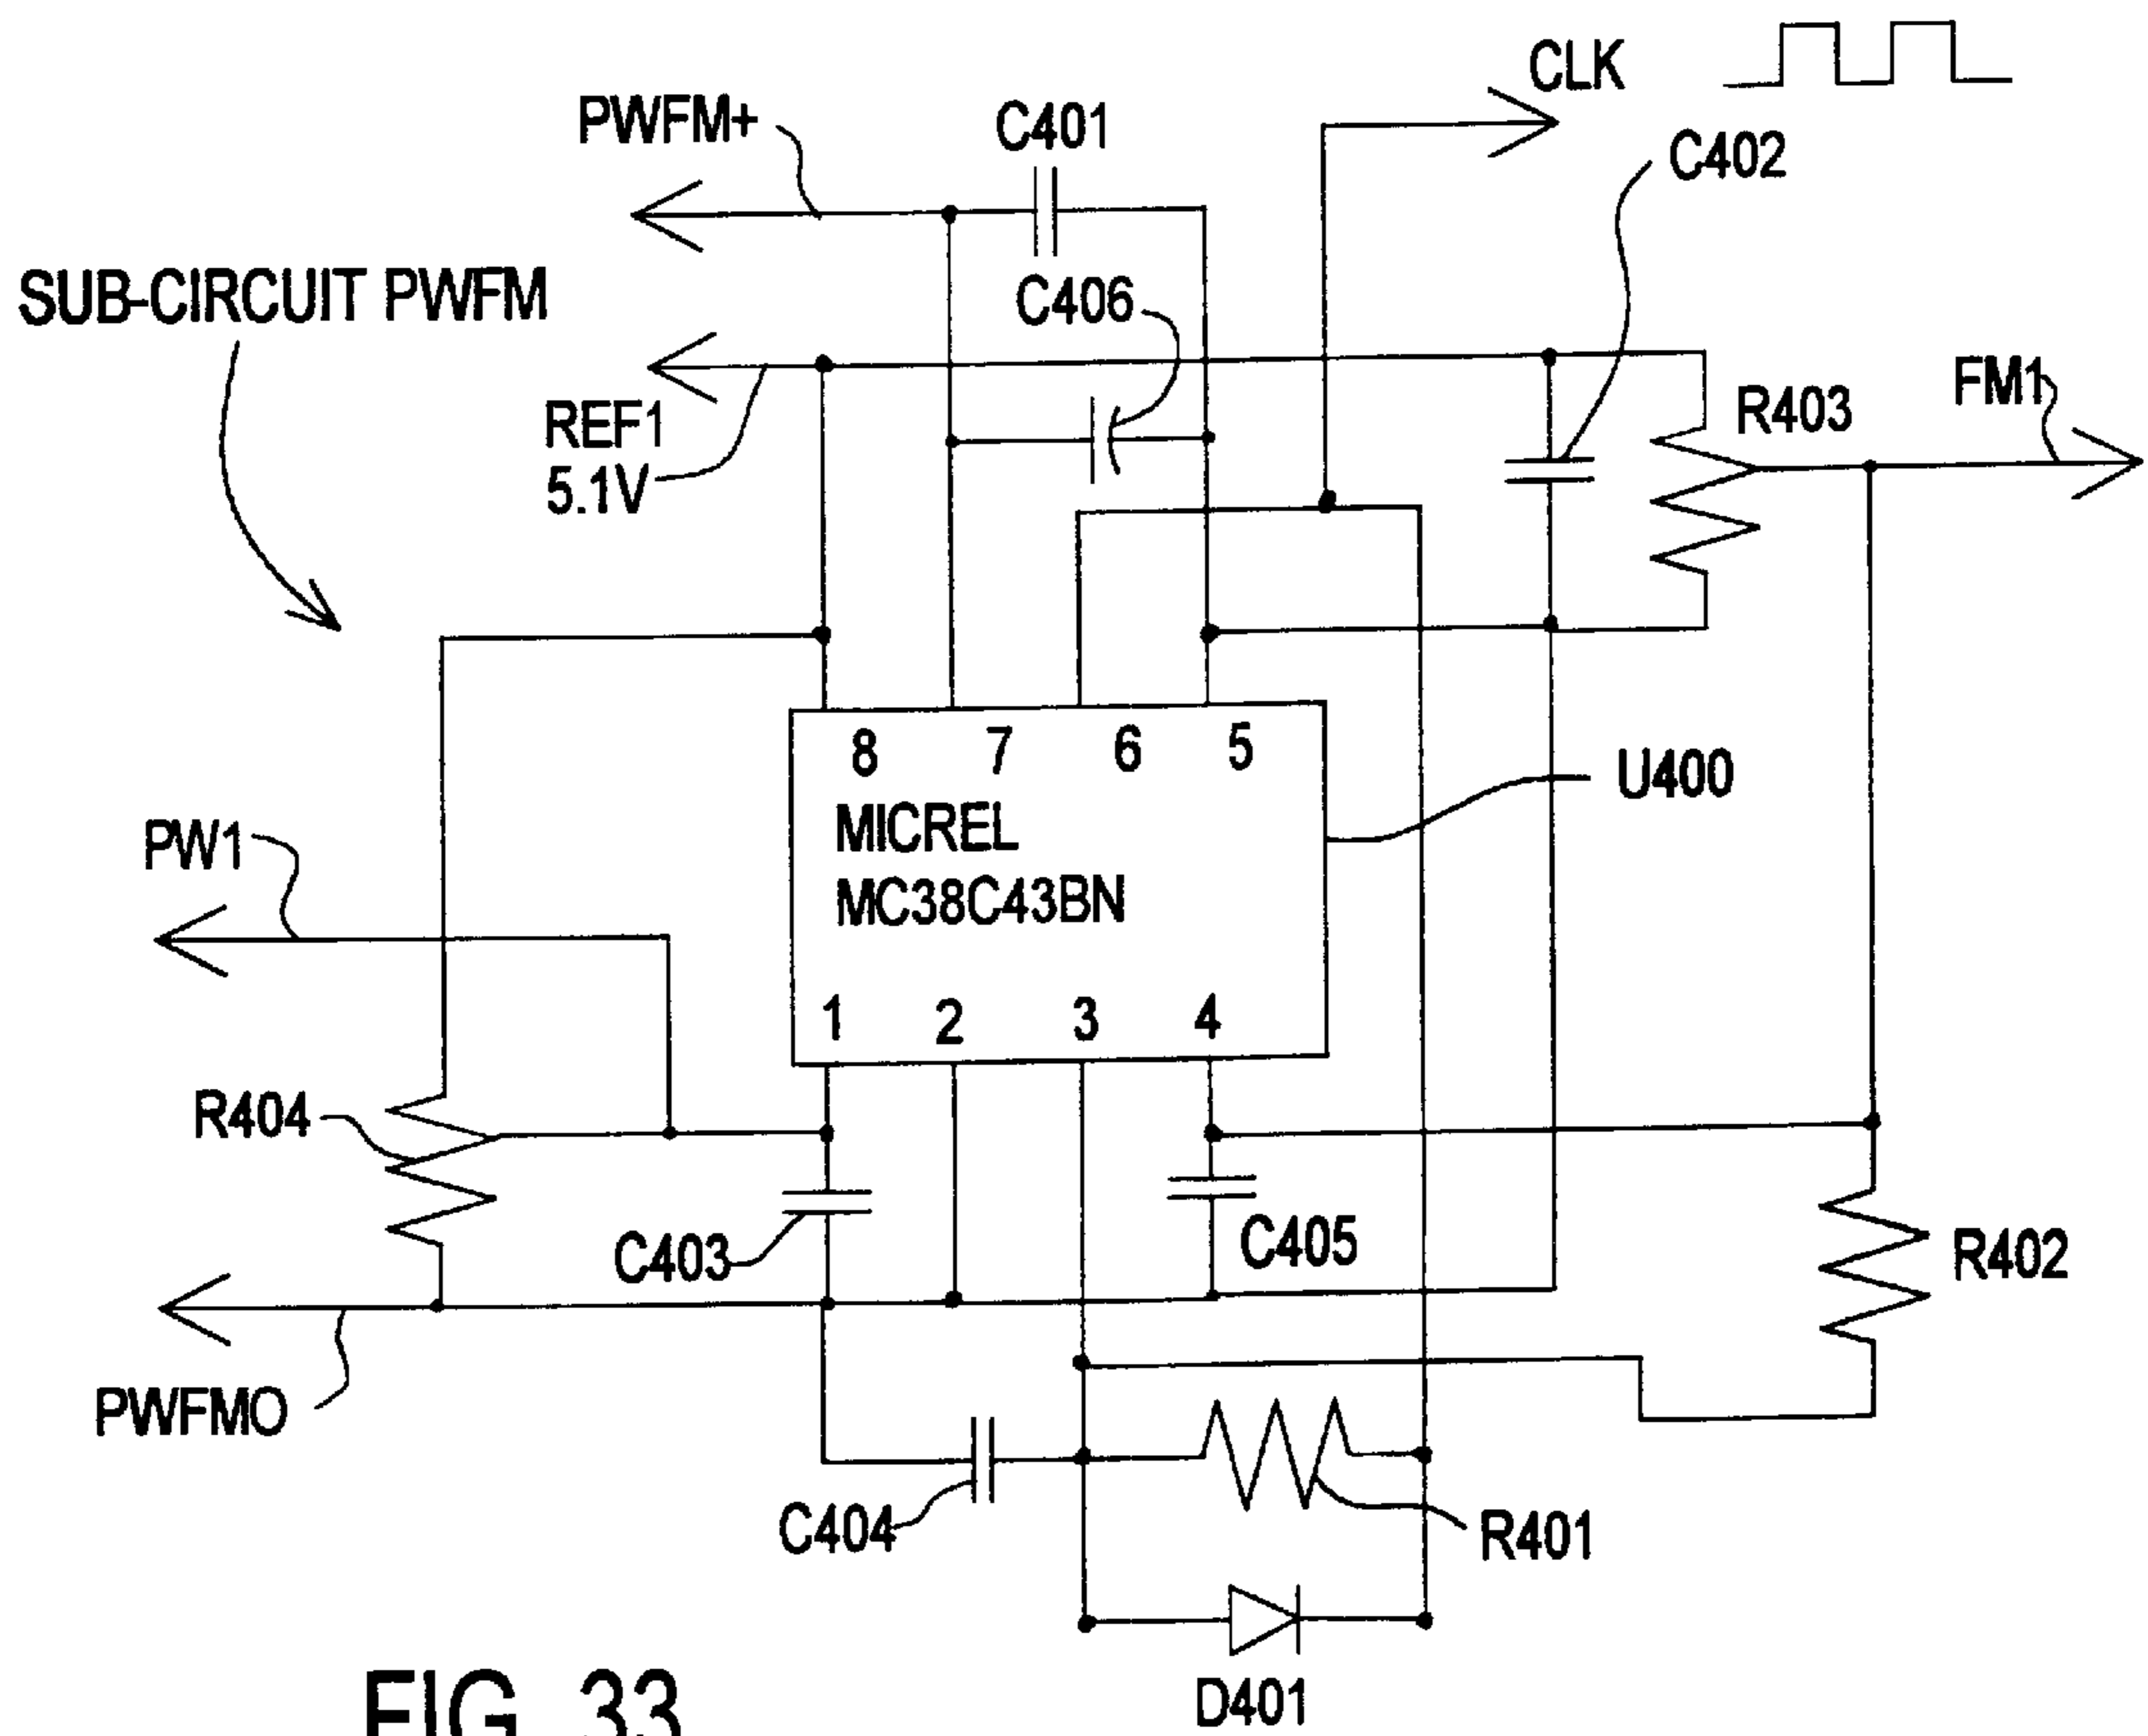 CLK
PWFM+
C401
C402
SUB-CIRCUIT PWFM
C406
REF1
5.1V
R403
FM1
8 7 6 5
MICREL
MC38C43BN
U400
PW1
1 2 3 4
R404
C403
C405
R402
PWFMO
C404
R401
D401
FIG. 33